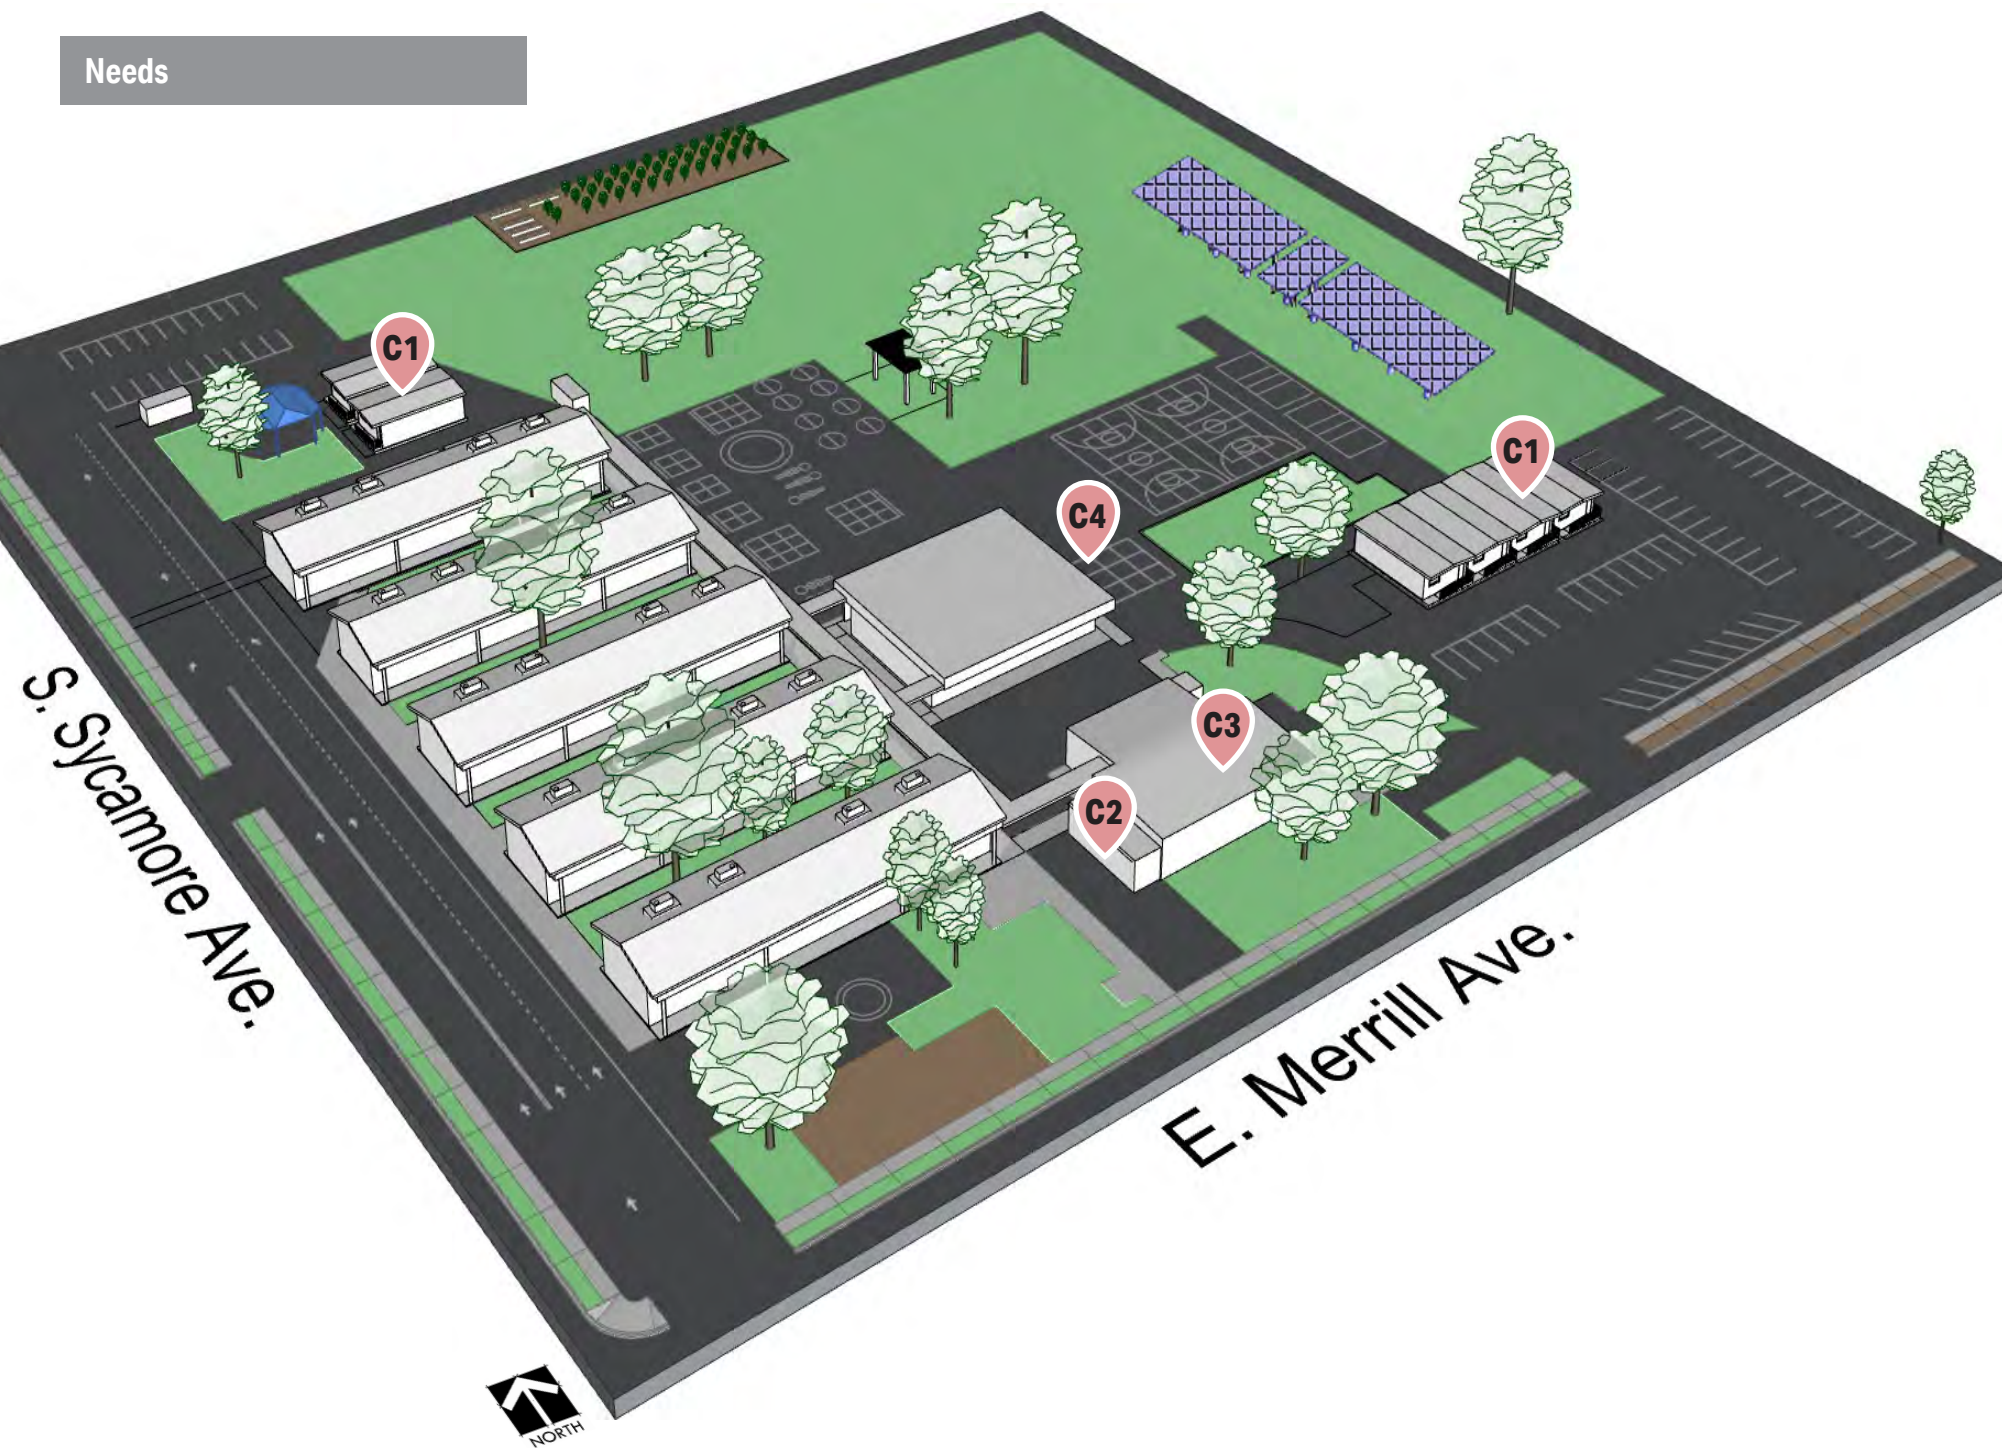 Needs
C1
C1
C4
C3
C2
S. Sycamore Ave.
E. Merrill Ave.
NORTH